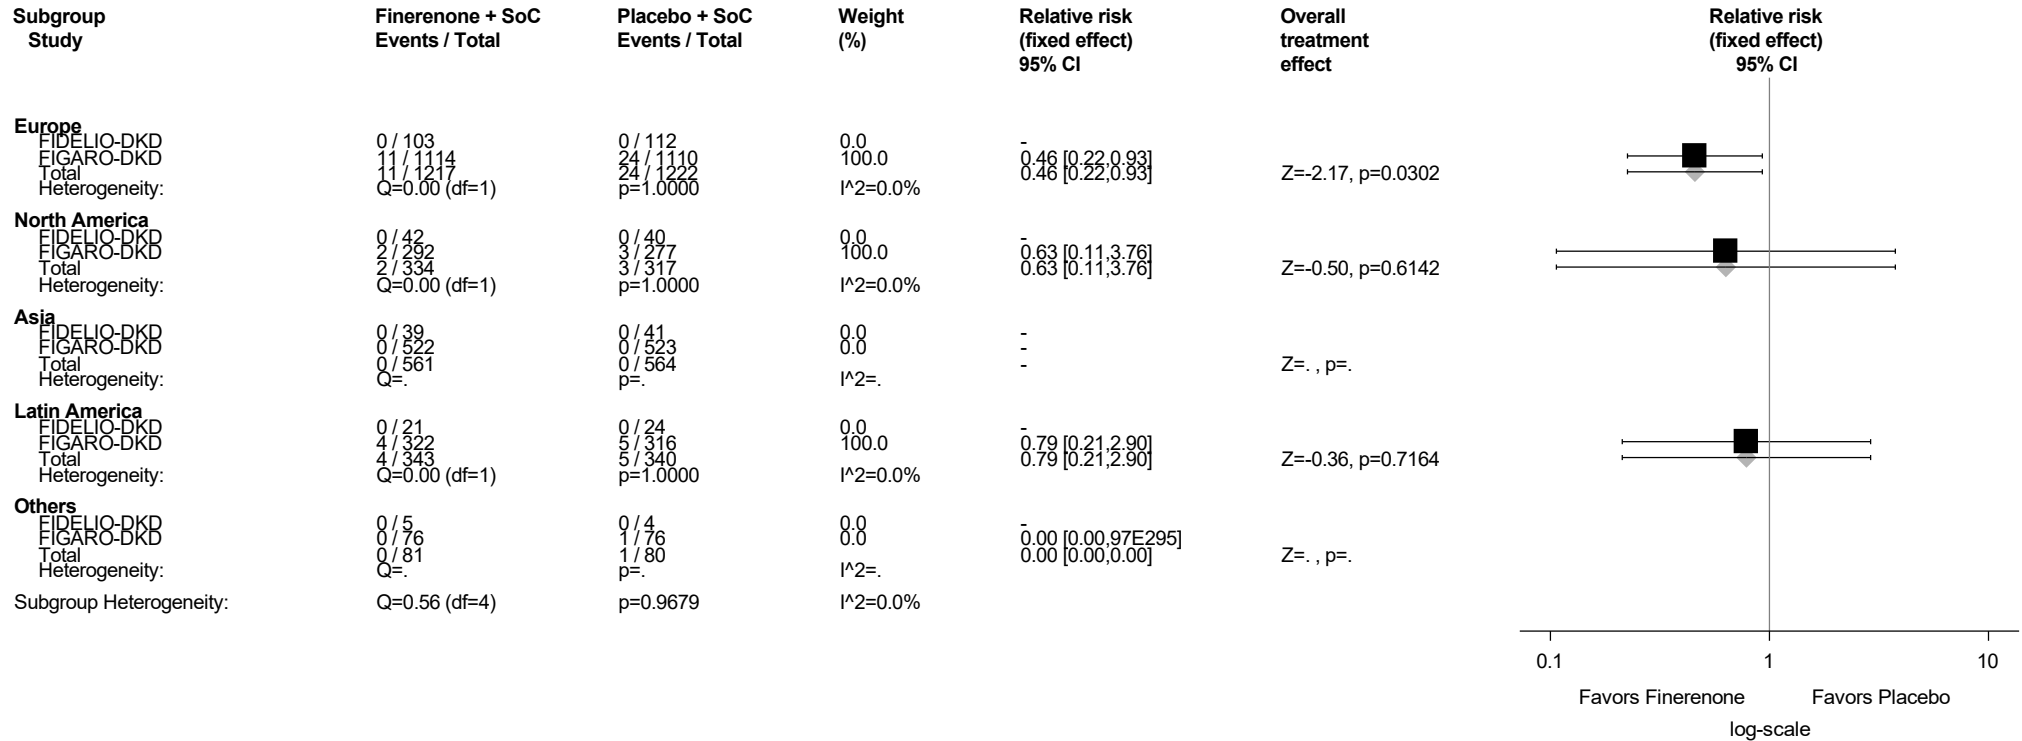 Subgroup Finerenone + SoC Placebo + SoC Weight Relative risk Overall Relative risk
Study Events / Total Events / Total (%) (fixed effect) treatment (fixed effect)
95% CI effect 95% CI
Europe
FIDELIO-DKD 0 / 103 0 / 112 0.0 -
FIGARO-DKD 11 / 1114 24 / 1110 100.0 0.46 [0.22,0.93]
Total 11 / 1217 24 / 1222 0.46 [0.22,0.93] Z=-2.17, p=0.0302
Heterogeneity: Q=0.00 (df=1) p=1.0000 I^2=0.0%
North America
FIDELIO-DKD 0 / 42 0 / 40 0.0 -
FIGARO-DKD 2 / 292 3 / 277 100.0 0.63 [0.11,3.76]
Total 2 / 334 3 / 317 0.63 [0.11,3.76] Z=-0.50, p=0.6142
Heterogeneity: Q=0.00 (df=1) p=1.0000 I^2=0.0%
Asia
FIDELIO-DKD 0 / 39 0 / 41 0.0 -
FIGARO-DKD 0 / 522 0 / 523 0.0 -
Total 0 / 561 0 / 564 - Z=. , p=.
Heterogeneity: Q=. p=. I^2=.
Latin America
FIDELIO-DKD 0 / 21 0 / 24 0.0 -
FIGARO-DKD 4 / 322 5 / 316 100.0 0.79 [0.21,2.90]
Total 4 / 343 5 / 340 0.79 [0.21,2.90] Z=-0.36, p=0.7164
Heterogeneity: Q=0.00 (df=1) p=1.0000 I^2=0.0%
Others
FIDELIO-DKD 0 / 5 0 / 4 0.0 -
FIGARO-DKD 0 / 76 1 / 76 0.0 0.00 [0.00,97E295]
Total 0 / 81 1 / 80 0.00 [0.00,0.00] Z=. , p=.
Heterogeneity: Q=. p=. I^2=.
Subgroup Heterogeneity: Q=0.56 (df=4) p=0.9679 I^2=0.0%
0.1 1 10
Favors Finerenone Favors Placebo
log-scale